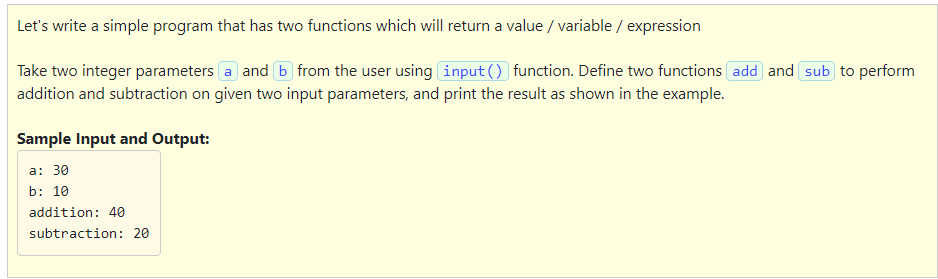 Let's write a simple program that has two functions which will return a value / variable / expression
Take two integer parameters a and b from the user using input() function. Define two functions add and sub to perform
addition and subtraction on given two input parameters, and print the result as shown in the example.
Sample Input and Output:
a: 30
b: 10
addition: 40
subtraction: 20